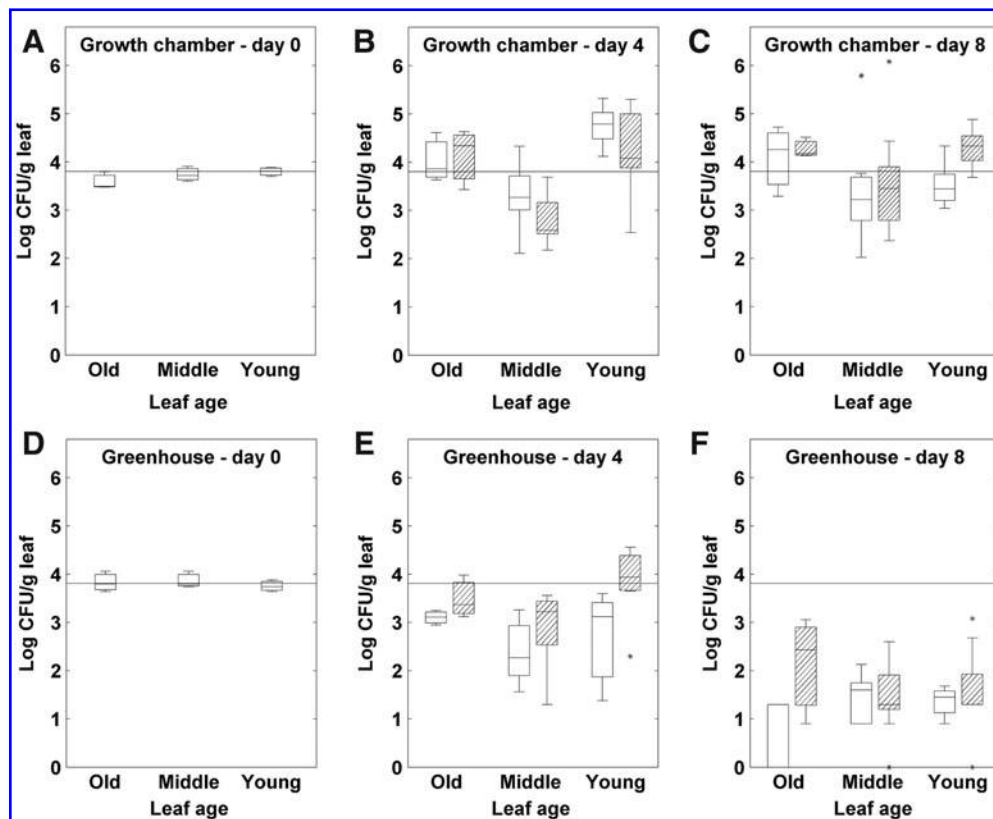 A
Growth chamber - day 0
Log CFU/g leaf
6
5
4
3
2
1
0
Old Middle Young
Leaf age
B
Growth chamber - day 4
Log CFU/g leaf
6
5
4
3
2
1
0
Old Middle Young
Leaf age
C
Growth chamber - day 8
Log CFU/g leaf
6
5
4
3
2
1
0
Old Middle Young
Leaf age
D
Greenhouse - day 0
Log CFU/g leaf
6
5
4
3
2
1
0
Old Middle Young
Leaf age
E
Greenhouse - day 4
Log CFU/g leaf
6
5
4
3
2
1
0
Old Middle Young
Leaf age
F
Greenhouse - day 8
Log CFU/g leaf
6
5
4
3
2
1
0
Old Middle Young
Leaf age